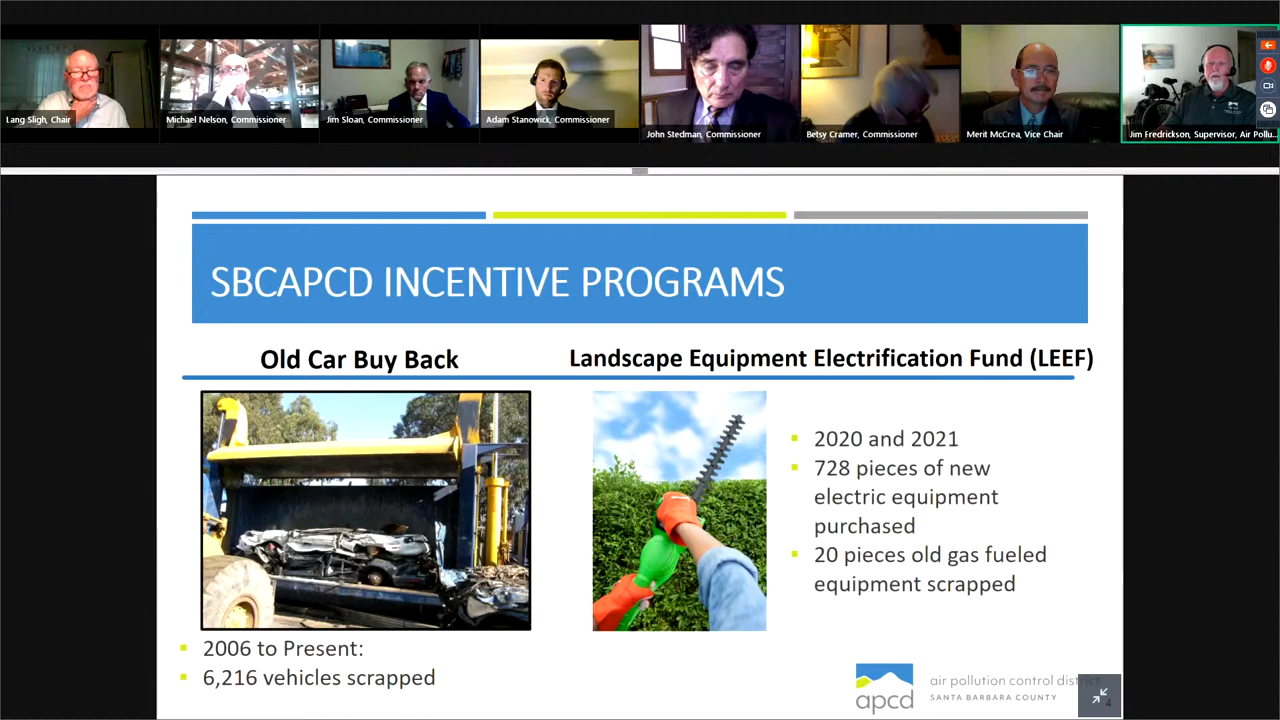 Lang Sligh, Chair
Michael Nelson, Commissioner
Jim Sloan, Commissioner
Adam Stanowick, Commissioner
John Stedman, Commissioner
Betsy Cramer, Commissioner
Merit McCrea, Vice Chair
Jim Fredrickson, Supervisor, Air Pollu...
SBCAPCD INCENTIVE PROGRAMS
Old Car Buy Back
2006 to Present:
6,216 vehicles scrapped
Landscape Equipment Electrification Fund (LEEF)
2020 and 2021
728 pieces of new
electric equipment
purchased
20 pieces old gas fueled
equipment scrapped
apcd
air pollution control district
SANTA BARBARA COUNTY
4